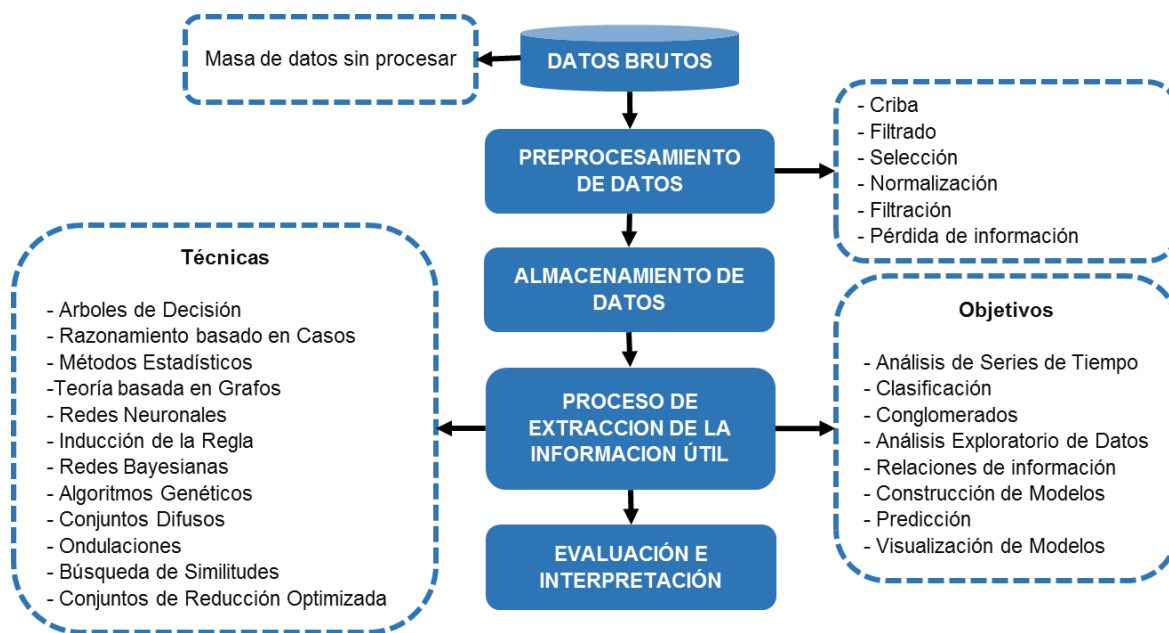 Masa de datos sin procesar
DATOS BRUTOS
PREPROCESAMIENTO
DE DATOS
- Criba
- Filtrado
- Selección
- Normalización
- Filtración
- Pérdida de información
ALMACENAMIENTO DE
DATOS
Técnicas
- Arboles de Decisión
- Razonamiento basado en Casos
- Métodos Estadísticos
-Teoría basada en Grafos
- Redes Neuronales
- Inducción de la Regla
- Redes Bayesianas
- Algoritmos Genéticos
- Conjuntos Difusos
- Ondulaciones
- Búsqueda de Similitudes
- Conjuntos de Reducción Optimizada
PROCESO DE
EXTRACCION DE LA
INFORMACION ÚTIL
Objetivos
- Análisis de Series de Tiempo
- Clasificación
- Conglomerados
- Análisis Exploratorio de Datos
- Relaciones de información
- Construcción de Modelos
- Predicción
- Visualización de Modelos
EVALUACIÓN E
INTERPRETACIÓN